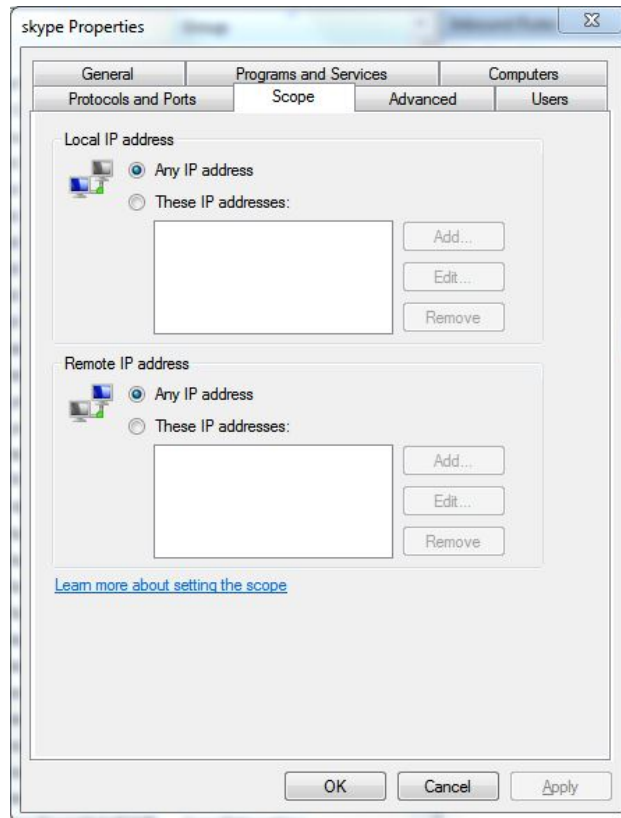 skype Properties
General Programs and Services Computers
Protocols and Ports Scope Advanced Users
Local IP address
Any IP address
These IP addresses:
Add...
Edit...
Remove
Remote IP address
Any IP address
These IP addresses:
Add...
Edit...
Remove
Learn more about setting the scope
OK Cancel Apply